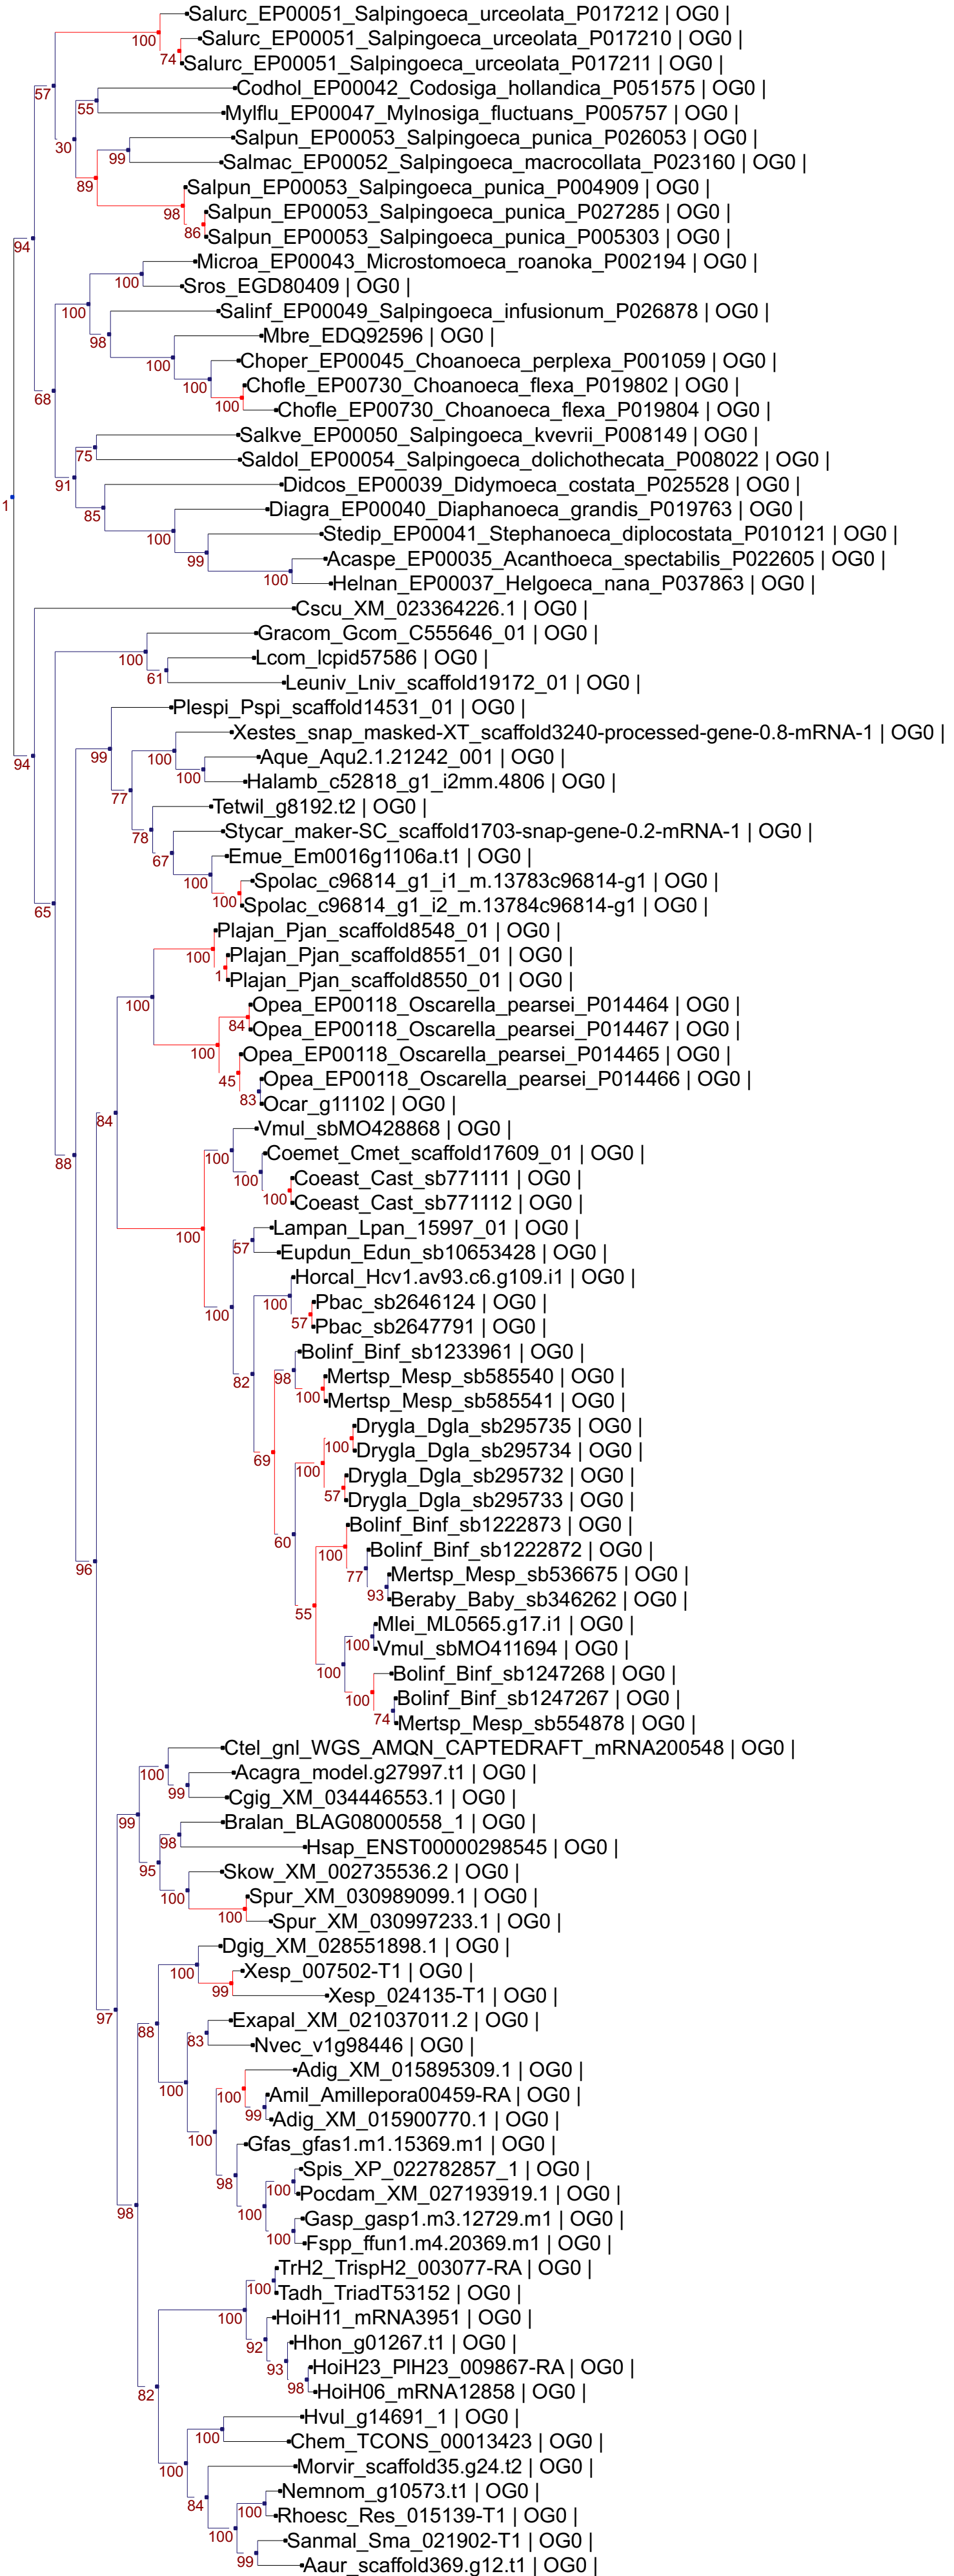 Salurc_EP00051_Salpingoeca_urceolata_P017212 | OG0 |
100
Salurc_EP00051_Salpingoeca_urceolata_P017210 | OG0 |
74
Salurc_EP00051_Salpingoeca_urceolata_P017211 | OG0 |
57
Codhol_EP00042_Codosiga_hollandica_P051575 | OG0 |
55
Mylflu_EP00047_Mylnosiga_fluctuans_P005757 | OG0 |
30
Salpun_EP00053_Salpingoeca_punica_P026053 | OG0 |
99
Salmac_EP00052_Salpingoeca_macrocollata_P023160 | OG0 |
89
Salpun_EP00053_Salpingoeca_punica_P004909 | OG0 |
98
Salpun_EP00053_Salpingoeca_punica_P027285 | OG0 |
86
Salpun_EP00053_Salpingoeca_punica_P005303 | OG0 |
94
Microa_EP00043_Microstomoeca_roanoka_P002194 | OG0 |
100
Sros_EGD80409 | OG0 |
100
Salinf_EP00049_Salpingoeca_infusionum_P026878 | OG0 |
98
Mbre_EDQ92596 | OG0 |
100
Choper_EP00045_Choanoeca_perplexa_P001059 | OG0 |
100
Chofle_EP00730_Choanoeca_flexa_P019802 | OG0 |
100
Chofle_EP00730_Choanoeca_flexa_P019804 | OG0 |
68
Salkve_EP00050_Salpingoeca_kvevrii_P008149 | OG0 |
75
Saldol_EP00054_Salpingoeca_dolichothecata_P008022 | OG0 |
91
Didcos_EP00039_Didymoeca_costata_P025528 | OG0 |
85
1
Diagra_EP00040_Diaphanoeca_grandis_P019763 | OG0 |
100
Stedip_EP00041_Stephanoeca_diplocostata_P010121 | OG0 |
99
Acaspe_EP00035_Acanthoeca_spectabilis_P022605 | OG0 |
100
Helnan_EP00037_Helgoeca_nana_P037863 | OG0 |
Cscu_XM_023364226.1 | OG0 |
Gracom_Gcom_C555646_01 | OG0 |
100
Lcom_lcpid57586 | OG0 |
61
Leuniv_Lniv_scaffold19172_01 | OG0 |
Plespi_Pspi_scaffold14531_01 | OG0 |
Xestes_snap_masked-XT_scaffold3240-processed-gene-0.8-mRNA-1 | OG0 |
99
100
94
Aque_Aqu2.1.21242_001 | OG0 |
100
Halamb_c52818_g1_i2mm.4806 | OG0 |
77
Tetwil_g8192.t2 | OG0 |
78
Stycar_maker-SC_scaffold1703-snap-gene-0.2-mRNA-1 | OG0 |
67
Emue_Em0016g1106a.t1 | OG0 |
100
Spolac_c96814_g1_i1_m.13783c96814-g1 | OG0 |
100
Spolac_c96814_g1_i2_m.13784c96814-g1 | OG0 |
65
Plajan_Pjan_scaffold8548_01 | OG0 |
100
Plajan_Pjan_scaffold8551_01 | OG0 |
1
Plajan_Pjan_scaffold8550_01 | OG0 |
100
Opea_EP00118_Oscarella_pearsei_P014464 | OG0 |
84
Opea_EP00118_Oscarella_pearsei_P014467 | OG0 |
100
Opea_EP00118_Oscarella_pearsei_P014465 | OG0 |
45
Opea_EP00118_Oscarella_pearsei_P014466 | OG0 |
83
Ocar_g11102 | OG0 |
84
Vmul_sbMO428868 | OG0 |
100
88
Coemet_Cmet_scaffold17609_01 | OG0 |
100
Coeast_Cast_sb771111 | OG0 |
100
Coeast_Cast_sb771112 | OG0 |
100
Lampan_Lpan_15997_01 | OG0 |
57
Eupdun_Edun_sb10653428 | OG0 |
Horcal_Hcv1.av93.c6.g109.i1 | OG0 |
100
100
Pbac_sb2646124 | OG0 |
57
Pbac_sb2647791 | OG0 |
Bolinf_Binf_sb1233961 | OG0 |
82
98
Mertsp_Mesp_sb585540 | OG0 |
100
Mertsp_Mesp_sb585541 | OG0 |
Drygla_Dgla_sb295735 | OG0 |
100
Drygla_Dgla_sb295734 | OG0 |
69
100
Drygla_Dgla_sb295732 | OG0 |
57
Drygla_Dgla_sb295733 | OG0 |
Bolinf_Binf_sb1222873 | OG0 |
60
100
Bolinf_Binf_sb1222872 | OG0 |
96
77
Mertsp_Mesp_sb536675 | OG0 |
93
Beraby_Baby_sb346262 | OG0 |
55
Mlei_ML0565.g17.i1 | OG0 |
100
Vmul_sbMO411694 | OG0 |
100
Bolinf_Binf_sb1247268 | OG0 |
100
Bolinf_Binf_sb1247267 | OG0 |
74
Mertsp_Mesp_sb554878 | OG0 |
Ctel_gnl_WGS_AMQN_CAPTEDRAFT_mRNA200548 | OG0 |
100
Acagra_model.g27997.t1 | OG0 |
99
Cgig_XM_034446553.1 | OG0 |
99
Bralan_BLAG08000558_1 | OG0 |
98
Hsap_ENST00000298545 | OG0 |
95
Skow_XM_002735536.2 | OG0 |
100
Spur_XM_030989099.1 | OG0 |
100
Spur_XM_030997233.1 | OG0 |
Dgig_XM_028551898.1 | OG0 |
100
Xesp_007502-T1 | OG0 |
99
Xesp_024135-T1 | OG0 |
97
88
Exapal_XM_021037011.2 | OG0 |
83
Nvec_v1g98446 | OG0 |
Adig_XM_015895309.1 | OG0 |
100
100
Amil_Amillepora00459-RA | OG0 |
99
Adig_XM_015900770.1 | OG0 |
100
Gfas_gfas1.m1.15369.m1 | OG0 |
98
Spis_XP_022782857_1 | OG0 |
100
Pocdam_XM_027193919.1 | OG0 |
98
100
Gasp_gasp1.m3.12729.m1 | OG0 |
100
Fspp_ffun1.m4.20369.m1 | OG0 |
TrH2_TrispH2_003077-RA | OG0 |
100
Tadh_TriadT53152 | OG0 |
100
HoiH11_mRNA3951 | OG0 |
92
Hhon_g01267.t1 | OG0 |
93
HoiH23_PlH23_009867-RA | OG0 |
98
HoiH06_mRNA12858 | OG0 |
82
Hvul_g14691_1 | OG0 |
100
Chem_TCONS_00013423 | OG0 |
100
Morvir_scaffold35.g24.t2 | OG0 |
84
Nemnom_g10573.t1 | OG0 |
100
Rhoesc_Res_015139-T1 | OG0 |
100
Sanmal_Sma_021902-T1 | OG0 |
99
Aaur_scaffold369.g12.t1 | OG0 |